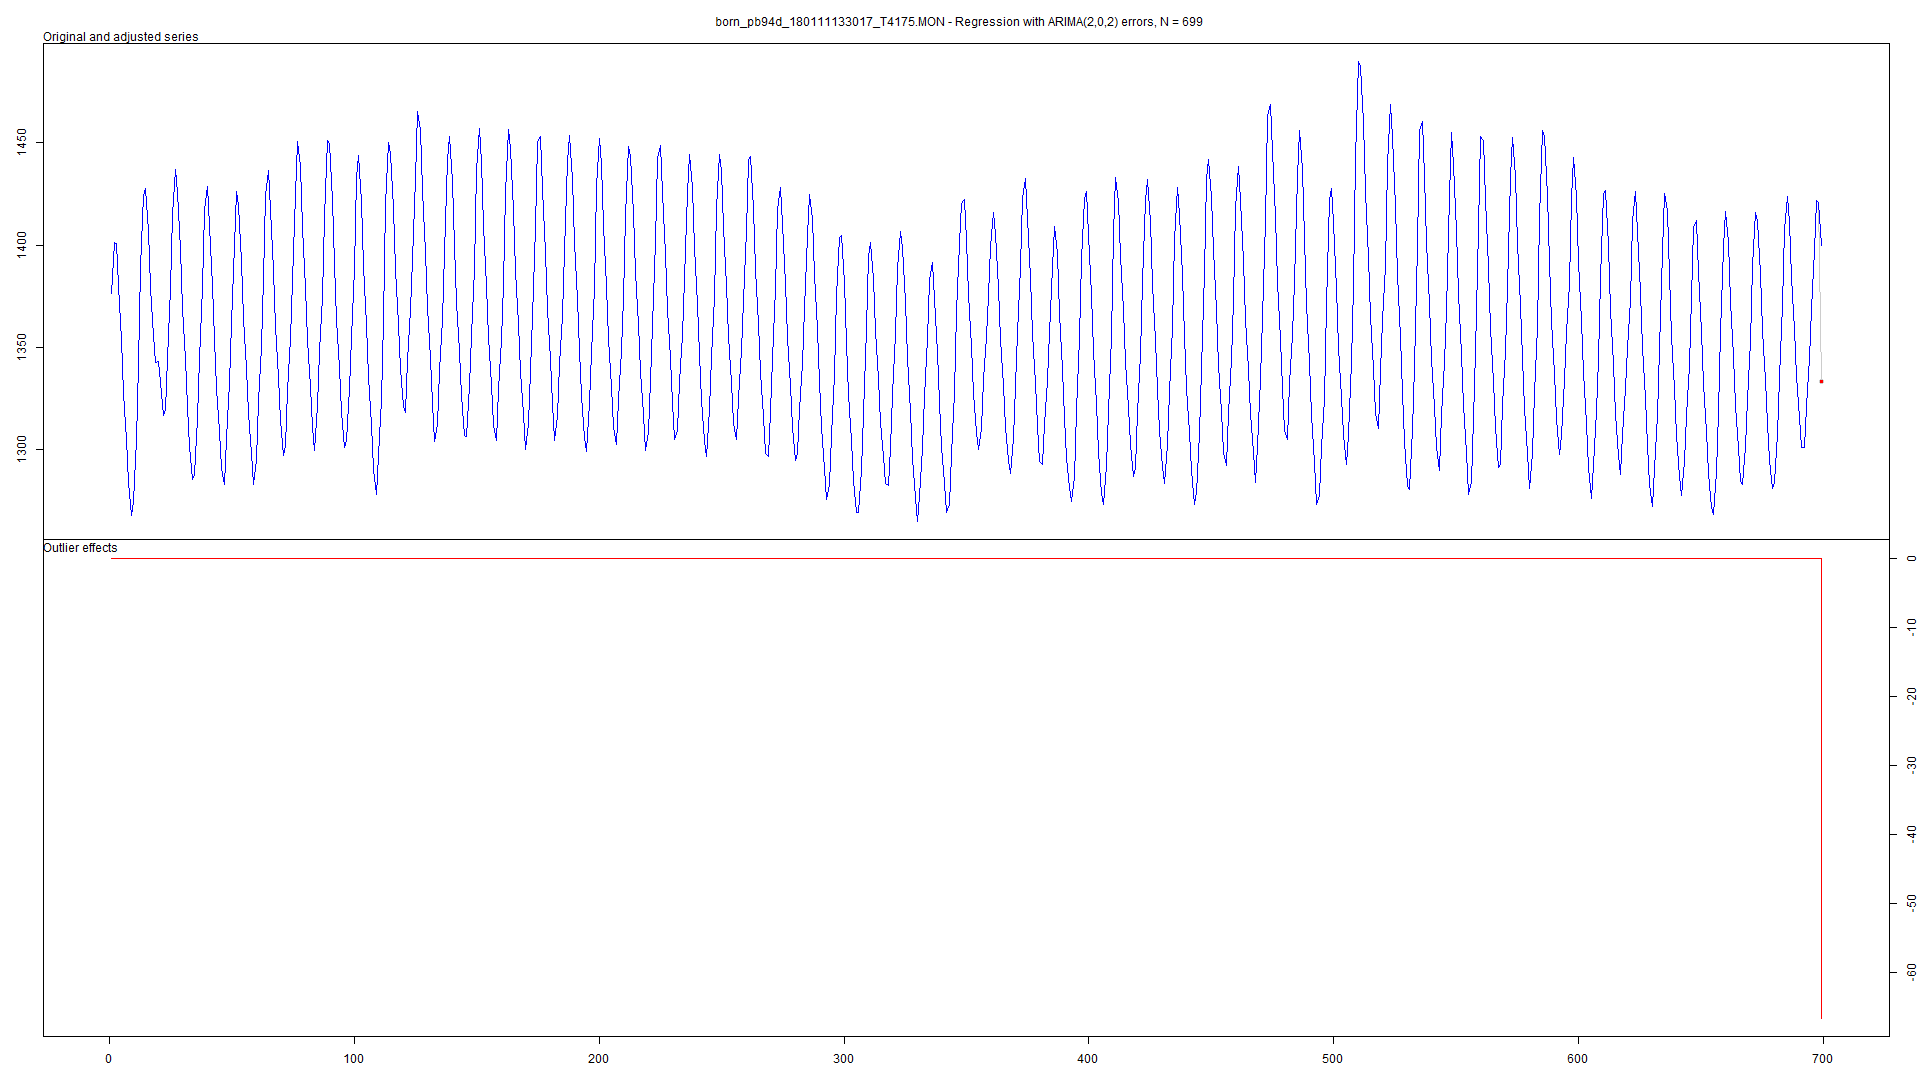 born_pb94d_180111133017_T4175.MON - Regression with ARIMA(2,0,2) errors, N = 699
Original and adjusted series
1450
1400
1350
1300
Outlier effects
0
-10
-20
-30
-40
-50
-60
0 100 200 300 400 500 600 700